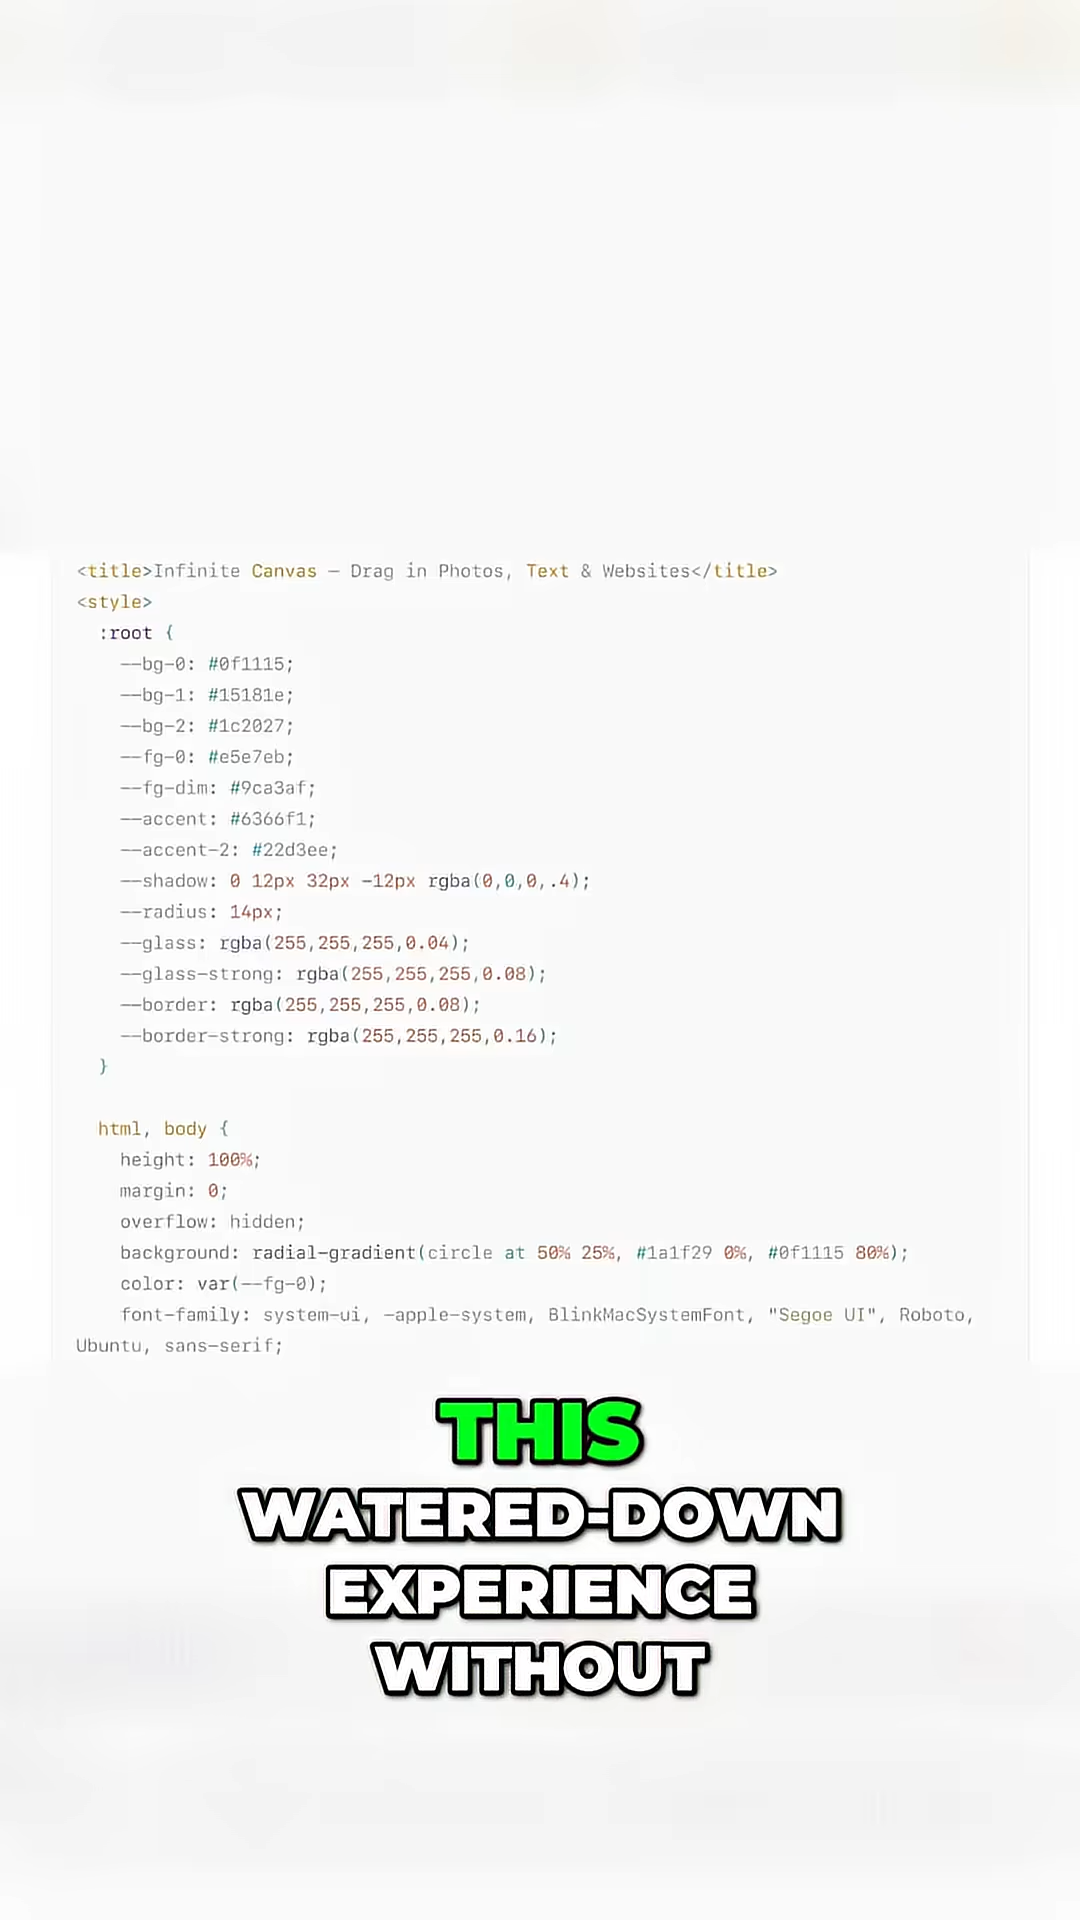 <title>Infinite Canvas — Drag in Photos, Text & Websites</title>
<style>
:root {
--bg-0: #0f1115;
--bg-1: #15181e;
--bg-2: #1c2027;
--fg-0: #e5e7eb;
--fg-dim: #9ca3af;
--accent: #6366f1;
--accent-2: #22d3ee;
--shadow: 0 12px 32px -12px rgba(0,0,0,.4);
--radius: 14px;
--glass: rgba(255,255,255,0.04);
--glass-strong: rgba(255,255,255,0.08);
--border: rgba(255,255,255,0.08);
--border-strong: rgba(255,255,255,0.16);
}
html, body {
height: 100%;
margin: 0;
overflow: hidden;
background: radial-gradient(circle at 50% 25%, #1a1f29 0%, #0f1115 80%);
color: var(--fg-0);
font-family: system-ui, -apple-system, BlinkMacSystemFont, "Segoe UI", Roboto,
Ubuntu, sans-serif;
THIS
WATERED-DOWN
EXPERIENCE
WITHOUT